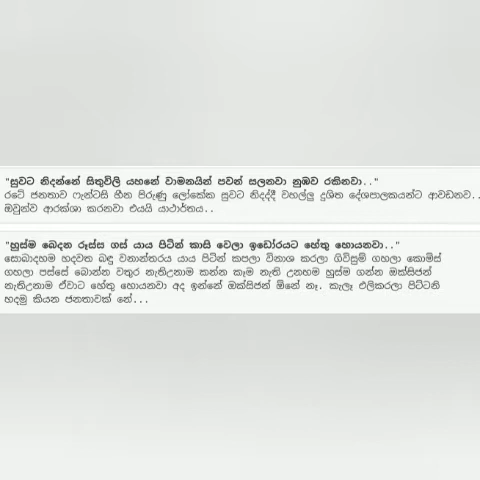 "සුවට නිදන්නේ සිතුවිලි යහනේ වාමනයින් පවන් සලනවා නුඹව රකිනවා.."
රටේ ජනතාව ෆැන්ටසි හීන පිරුණු ලෝකේක සුවට නිදද්දී වහල්ලු දූශිත දේශපාලකයන්ට ආවඩනව..
ඔවුන්ව ආරක්ශා කරනවා එයයි යාථාර්තය..
"හුස්ම බෙදන රූස්ස ගස් යාය පිටින් කාසි වෙලා ඉඩෝරයට හේතු හොයනවා.."
සොබාදහම හදවත බඳු වනාන්තරය යාය පිටින් කපලා විනාශ කරලා ගිවිසුම් ගහලා කොමිස්
ගහලා පස්සේ බොන්න වතුර නැතිඋනාම කන්න කෑම නැති උනහම හුස්ම ගන්න ඔක්සිජන්
නැතිඋනාම ඒවාට හේතු හොයනවා අද ඉන්නේ ඔක්සිජන් ඕනේ නෑ. කැලෑ එලිකරලා පිට්ටනි
හදමු කියන ජනතාවක් නේ...